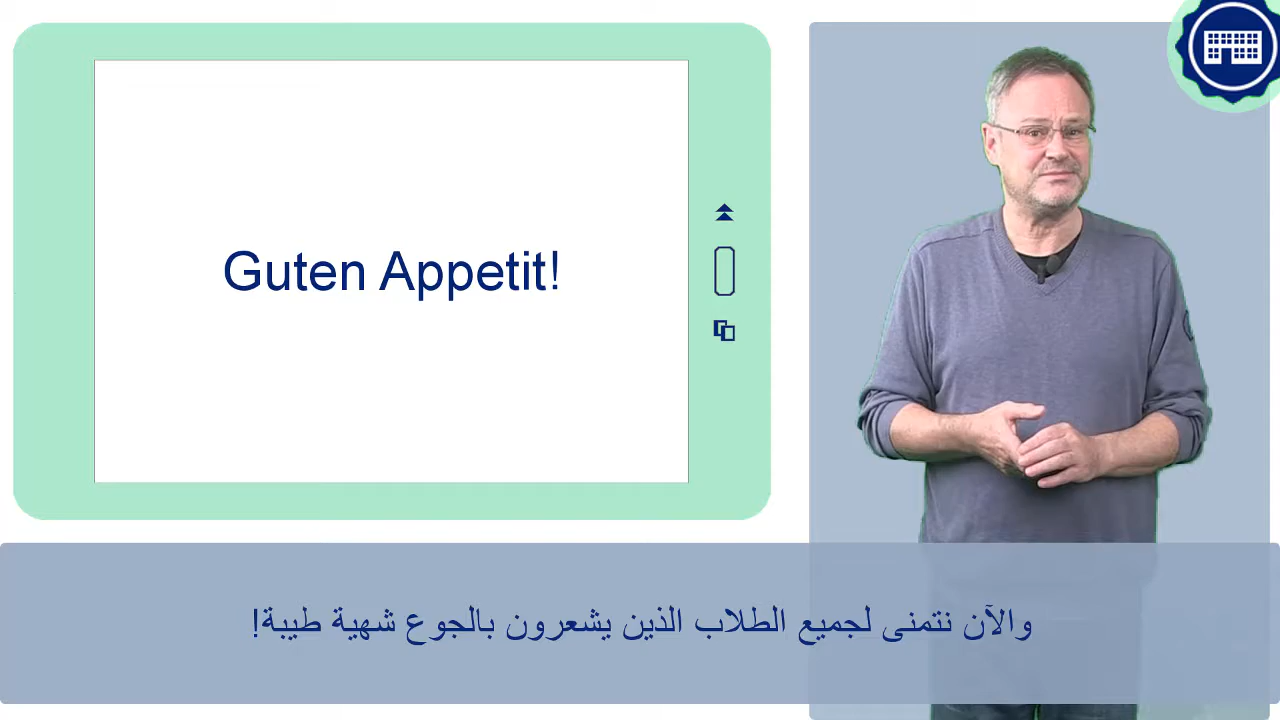 Guten Appetit!
والآن نتمنى لجميع الطلاب الذين يشعرون بالجوع شهية طيبة!